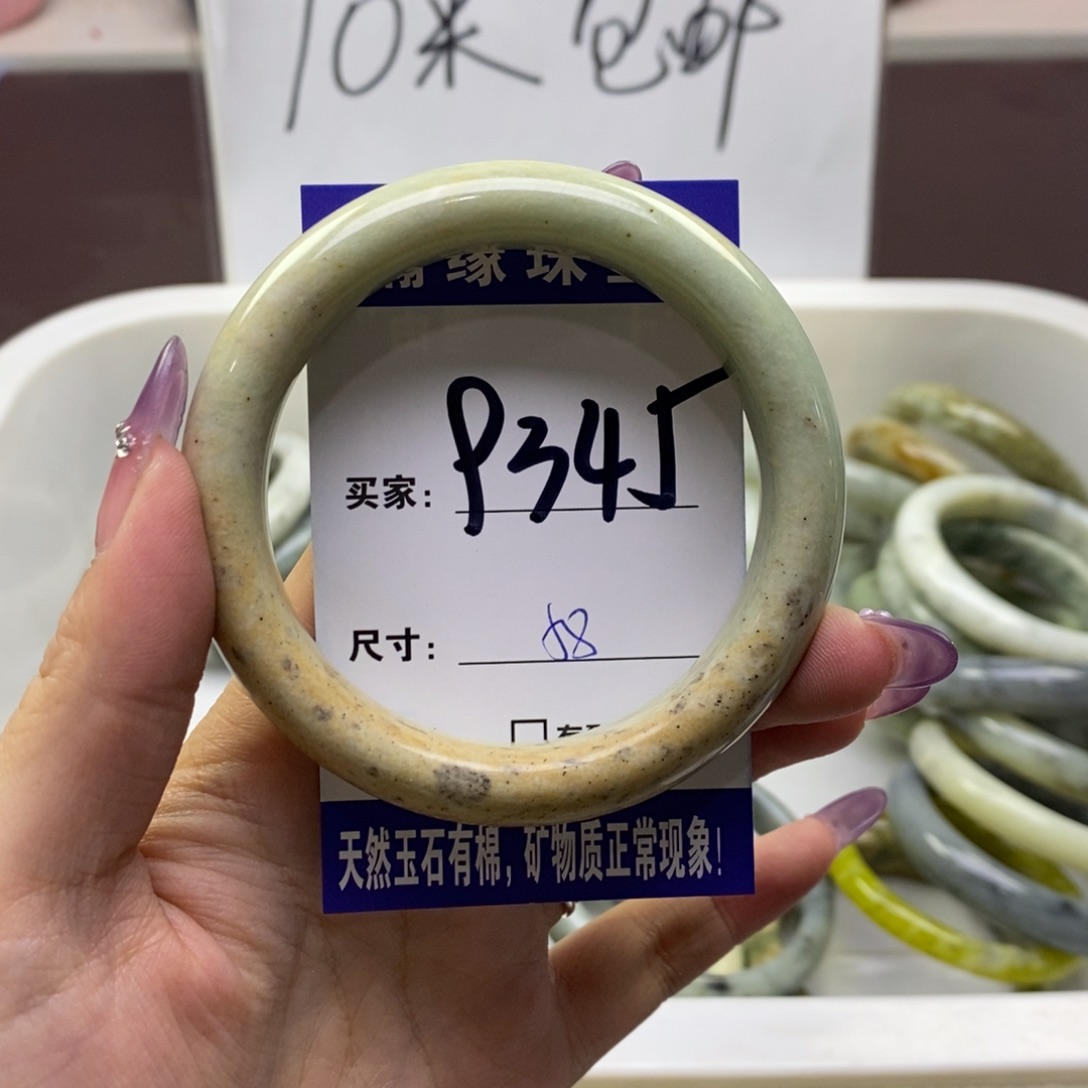 10米 包邮
缘珠
买家： P345
尺寸： 58
天然玉石有棉，矿物质正常现象！